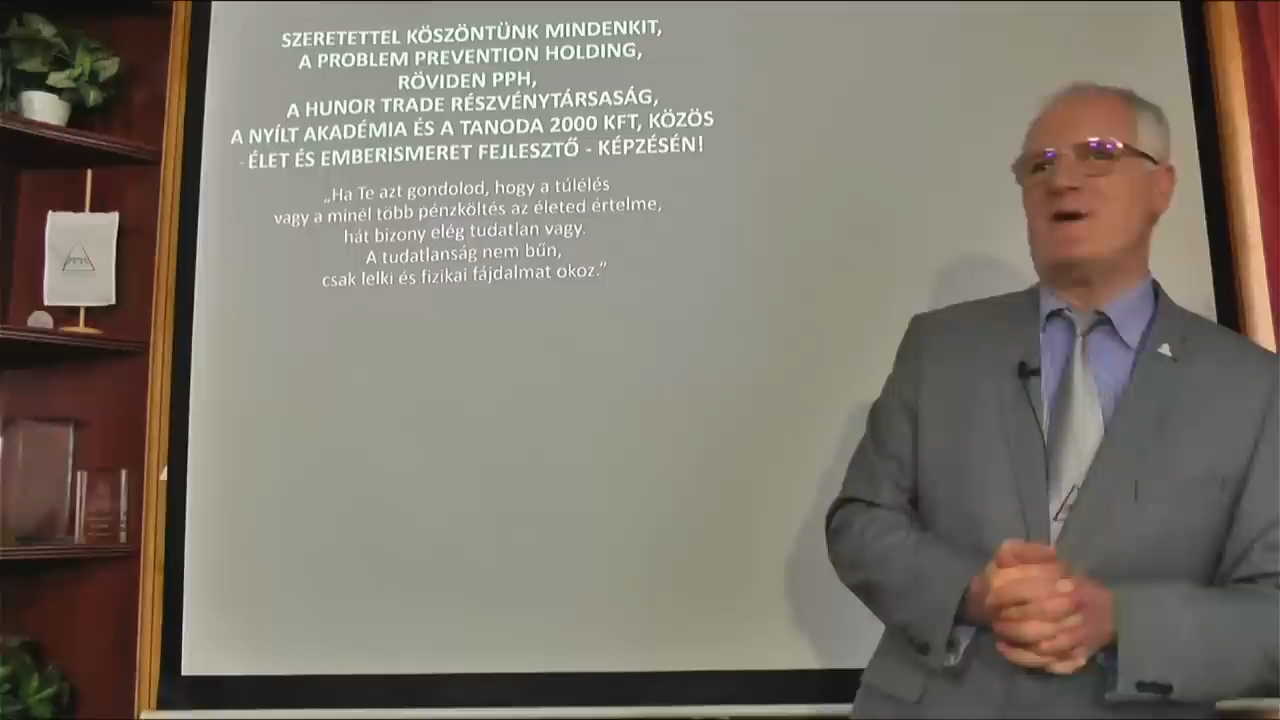 SZERETETTEL KÖSZÖNTÜNK MINDENKIT,
A PROBLEM PREVENTION HOLDING,
RÖVIDEN PPH,
A HUNOR TRADE RÉSZVÉNYTÁRSASÁG,
A NYÍLT AKADÉMIA ÉS A TANODA 2000 KFT, KÖZÖS
- ÉLET ÉS EMBERISMERET FEJLESZTŐ - KÉPZÉSÉN!
„Ha Te azt gondolod, hogy a túlélés
vagy a minél több pénzköltés az életed értelme,
hát bizony elég tudatlan vagy.
A tudatlanság nem bűn,
csak lelki és fizikai fájdalmat okoz.”